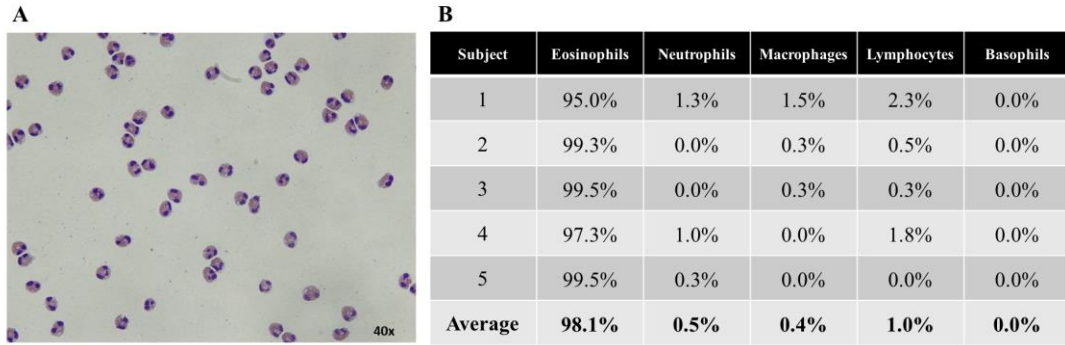 A
40x
B
Subject Eosinophils Neutrophils Macrophages Lymphocytes Basophils
1 95.0% 1.3% 1.5% 2.3% 0.0%
2 99.3% 0.0% 0.3% 0.5% 0.0%
3 99.5% 0.0% 0.3% 0.3% 0.0%
4 97.3% 1.0% 0.0% 1.8% 0.0%
5 99.5% 0.3% 0.0% 0.0% 0.0%
Average 98.1% 0.5% 0.4% 1.0% 0.0%